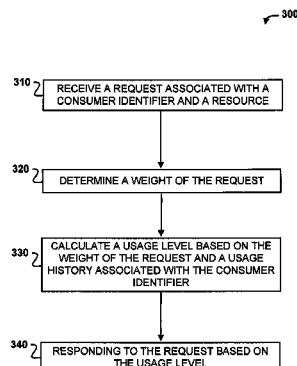 300
310
RECEIVE A REQUEST ASSOCIATED WITH A
CONSUMER IDENTIFIER AND A RESOURCE
320
DETERMINE A WEIGHT OF THE REQUEST
330
CALCULATE A USAGE LEVEL BASED ON THE
WEIGHT OF THE REQUEST AND A USAGE
HISTORY ASSOCIATED WITH THE CONSUMER
IDENTIFIER
340
RESPONDING TO THE REQUEST BASED ON
THE USAGE LEVEL